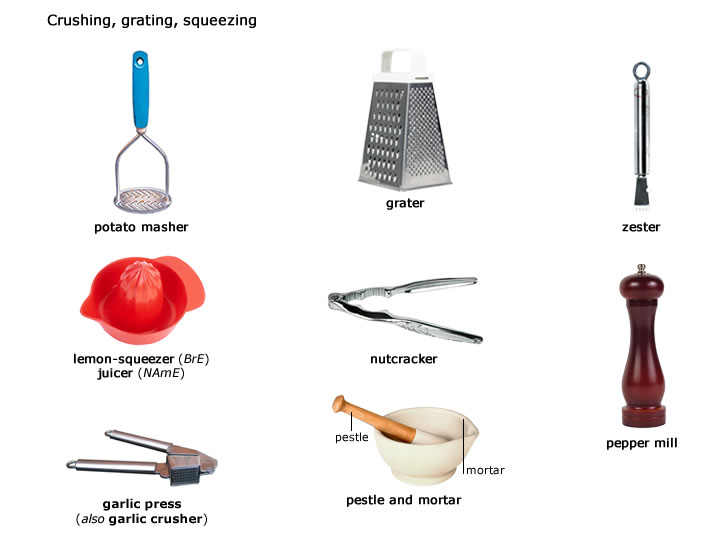 Crushing, grating, squeezing
potato masher
grater
zester
lemon-squeezer (BrE)
juicer (NAmE)
nutcracker
pepper mill
garlic press
(also garlic crusher)
pestle
mortar
pestle and mortar